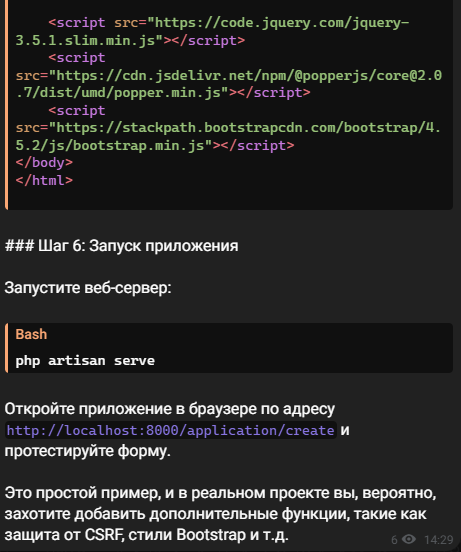 <script src="https://code.jquery.com/jquery-
3.5.1.slim.min.js"></script>
<script
src="https://cdn.jsdelivr.net/npm/@popperjs/core@2.0
.7/dist/umd/popper.min.js"></script>
<script
src="https://stackpath.bootstrapcdn.com/bootstrap/4.
5.2/js/bootstrap.min.js"></script>
</body>
</html>
### Шаг 6: Запуск приложения
Запустите веб-сервер:
Bash
php artisan serve
Откройте приложение в браузере по адресу
http://localhost:8000/application/create и
протестируйте форму.
Это простой пример, и в реальном проекте вы, вероятно,
захотите добавить дополнительные функции, такие как
защита от CSRF, стили Bootstrap и т.д.
6 14:29